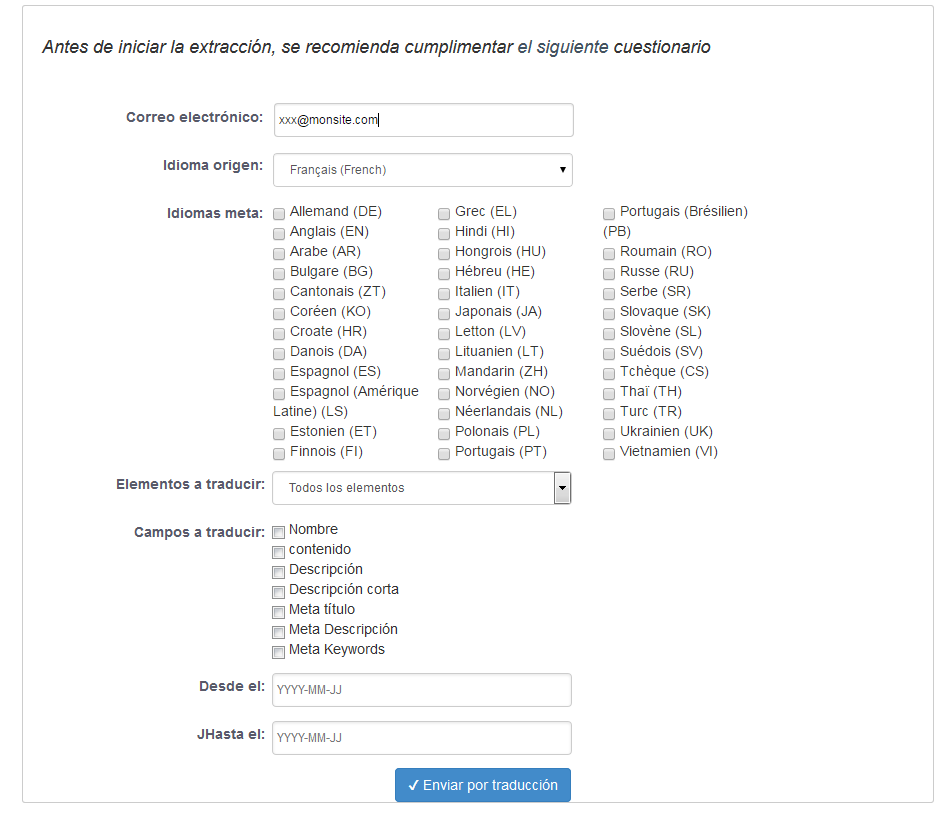 Antes de iniciar la extracción, se recomienda cumplimentar el siguiente cuestionario
Correo electrónico: xxx@monsite.com
Idioma origen: Français (French)
Idiomas meta:
Allemand (DE)
Anglais (EN)
Arabe (AR)
Bulgare (BG)
Cantonais (ZT)
Coréen (KO)
Croate (HR)
Danois (DA)
Espagnol (ES)
Espagnol (Amérique
Latine) (LS)
Estonien (ET)
Finnois (FI)
Grec (EL)
Hindi (HI)
Hongrois (HU)
Hébreu (HE)
Italien (IT)
Japonais (JA)
Letton (LV)
Lituanien (LT)
Mandarin (ZH)
Norvégien (NO)
Néerlandais (NL)
Polonais (PL)
Portugais (PT)
Portugais (Brésilien)
(PB)
Roumain (RO)
Russe (RU)
Serbe (SR)
Slovaque (SK)
Slovène (SL)
Suédois (SV)
Tchèque (CS)
Thaï (TH)
Turc (TR)
Ukrainien (UK)
Vietnamien (VI)
Elementos a traducir: Todos los elementos
Campos a traducir:
Nombre
contenido
Descripción
Descripción corta
Meta título
Meta Descripción
Meta Keywords
Desde el: YYYY-MM-JJ
JHasta el: YYYY-MM-JJ
✓ Enviar por traducción